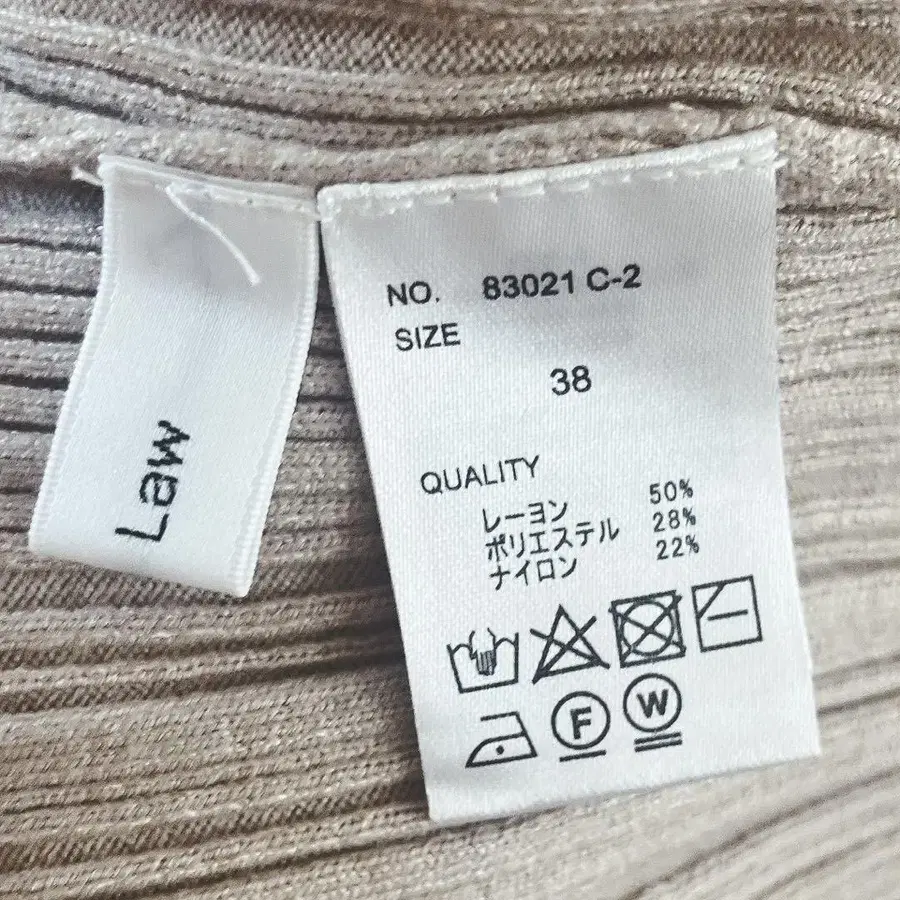 Law
NO. 83021 C-2
SIZE
38
QUALITY
レーヨン 50%
ポリエステル 28%
ナイロン 22%
F W